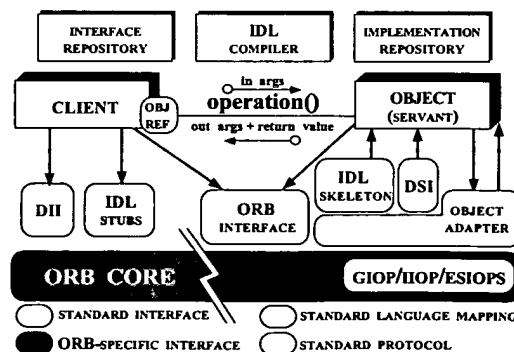 INTERFACE
REPOSITORY
IDL
COMPILER
IMPLEMENTATION
REPOSITORY
CLIENT
OBJ
REF
in args
operation()
out args + return value
OBJECT
(SERVANT)
DII
IDL
STUBS
ORB
INTERFACE
IDL
SKELETON
DSI
OBJECT
ADAPTER
ORB CORE
GIOP/IIOP/ESIOPS
STANDARD INTERFACE
STANDARD LANGUAGE MAPPING
ORB-SPECIFIC INTERFACE
STANDARD PROTOCOL